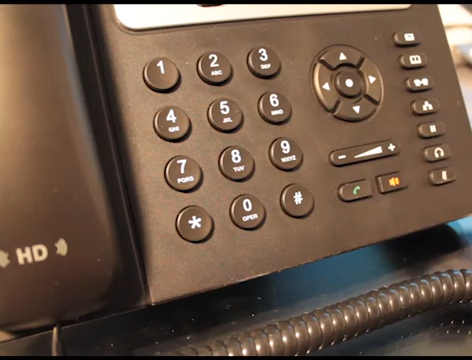 1
2 ABC
3 DEF
4 GHI
5 JKL
6 MNO
7 PQRS
8 TUV
9 WXYZ
*
0 OPER
#
- +
HD